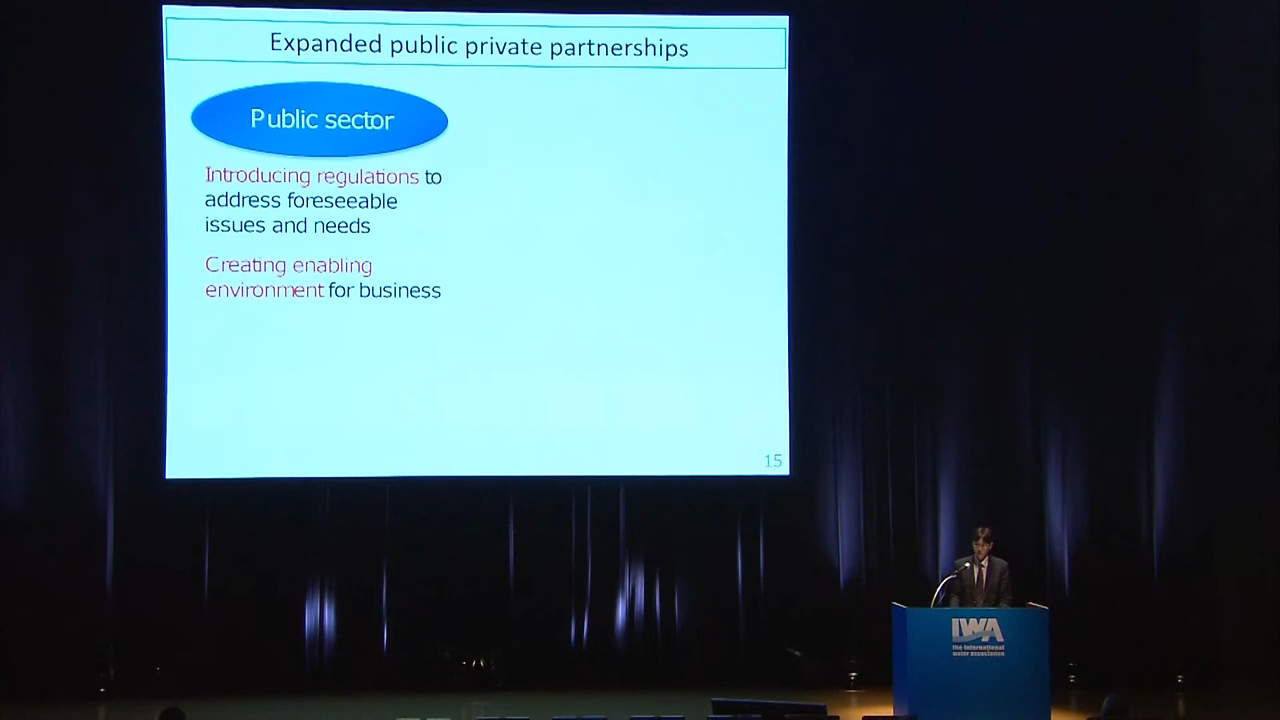 Expanded public private partnerships
Public sector
Introducing regulations to
address foreseeable
issues and needs
Creating enabling
environment for business
15
IWA
the international
water association